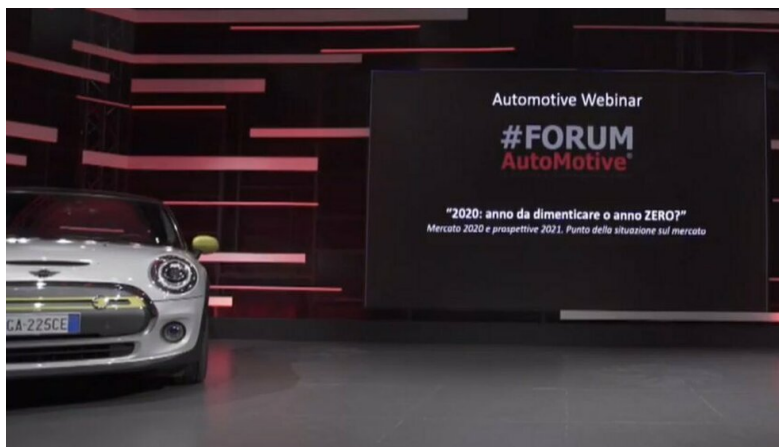 Automotive Webinar
#FORUM
AutoMotive®
"2020: anno da dimenticare o anno ZERO?"
Mercato 2020 e prospettive 2021. Punto della situazione sul mercato
GA-225CE